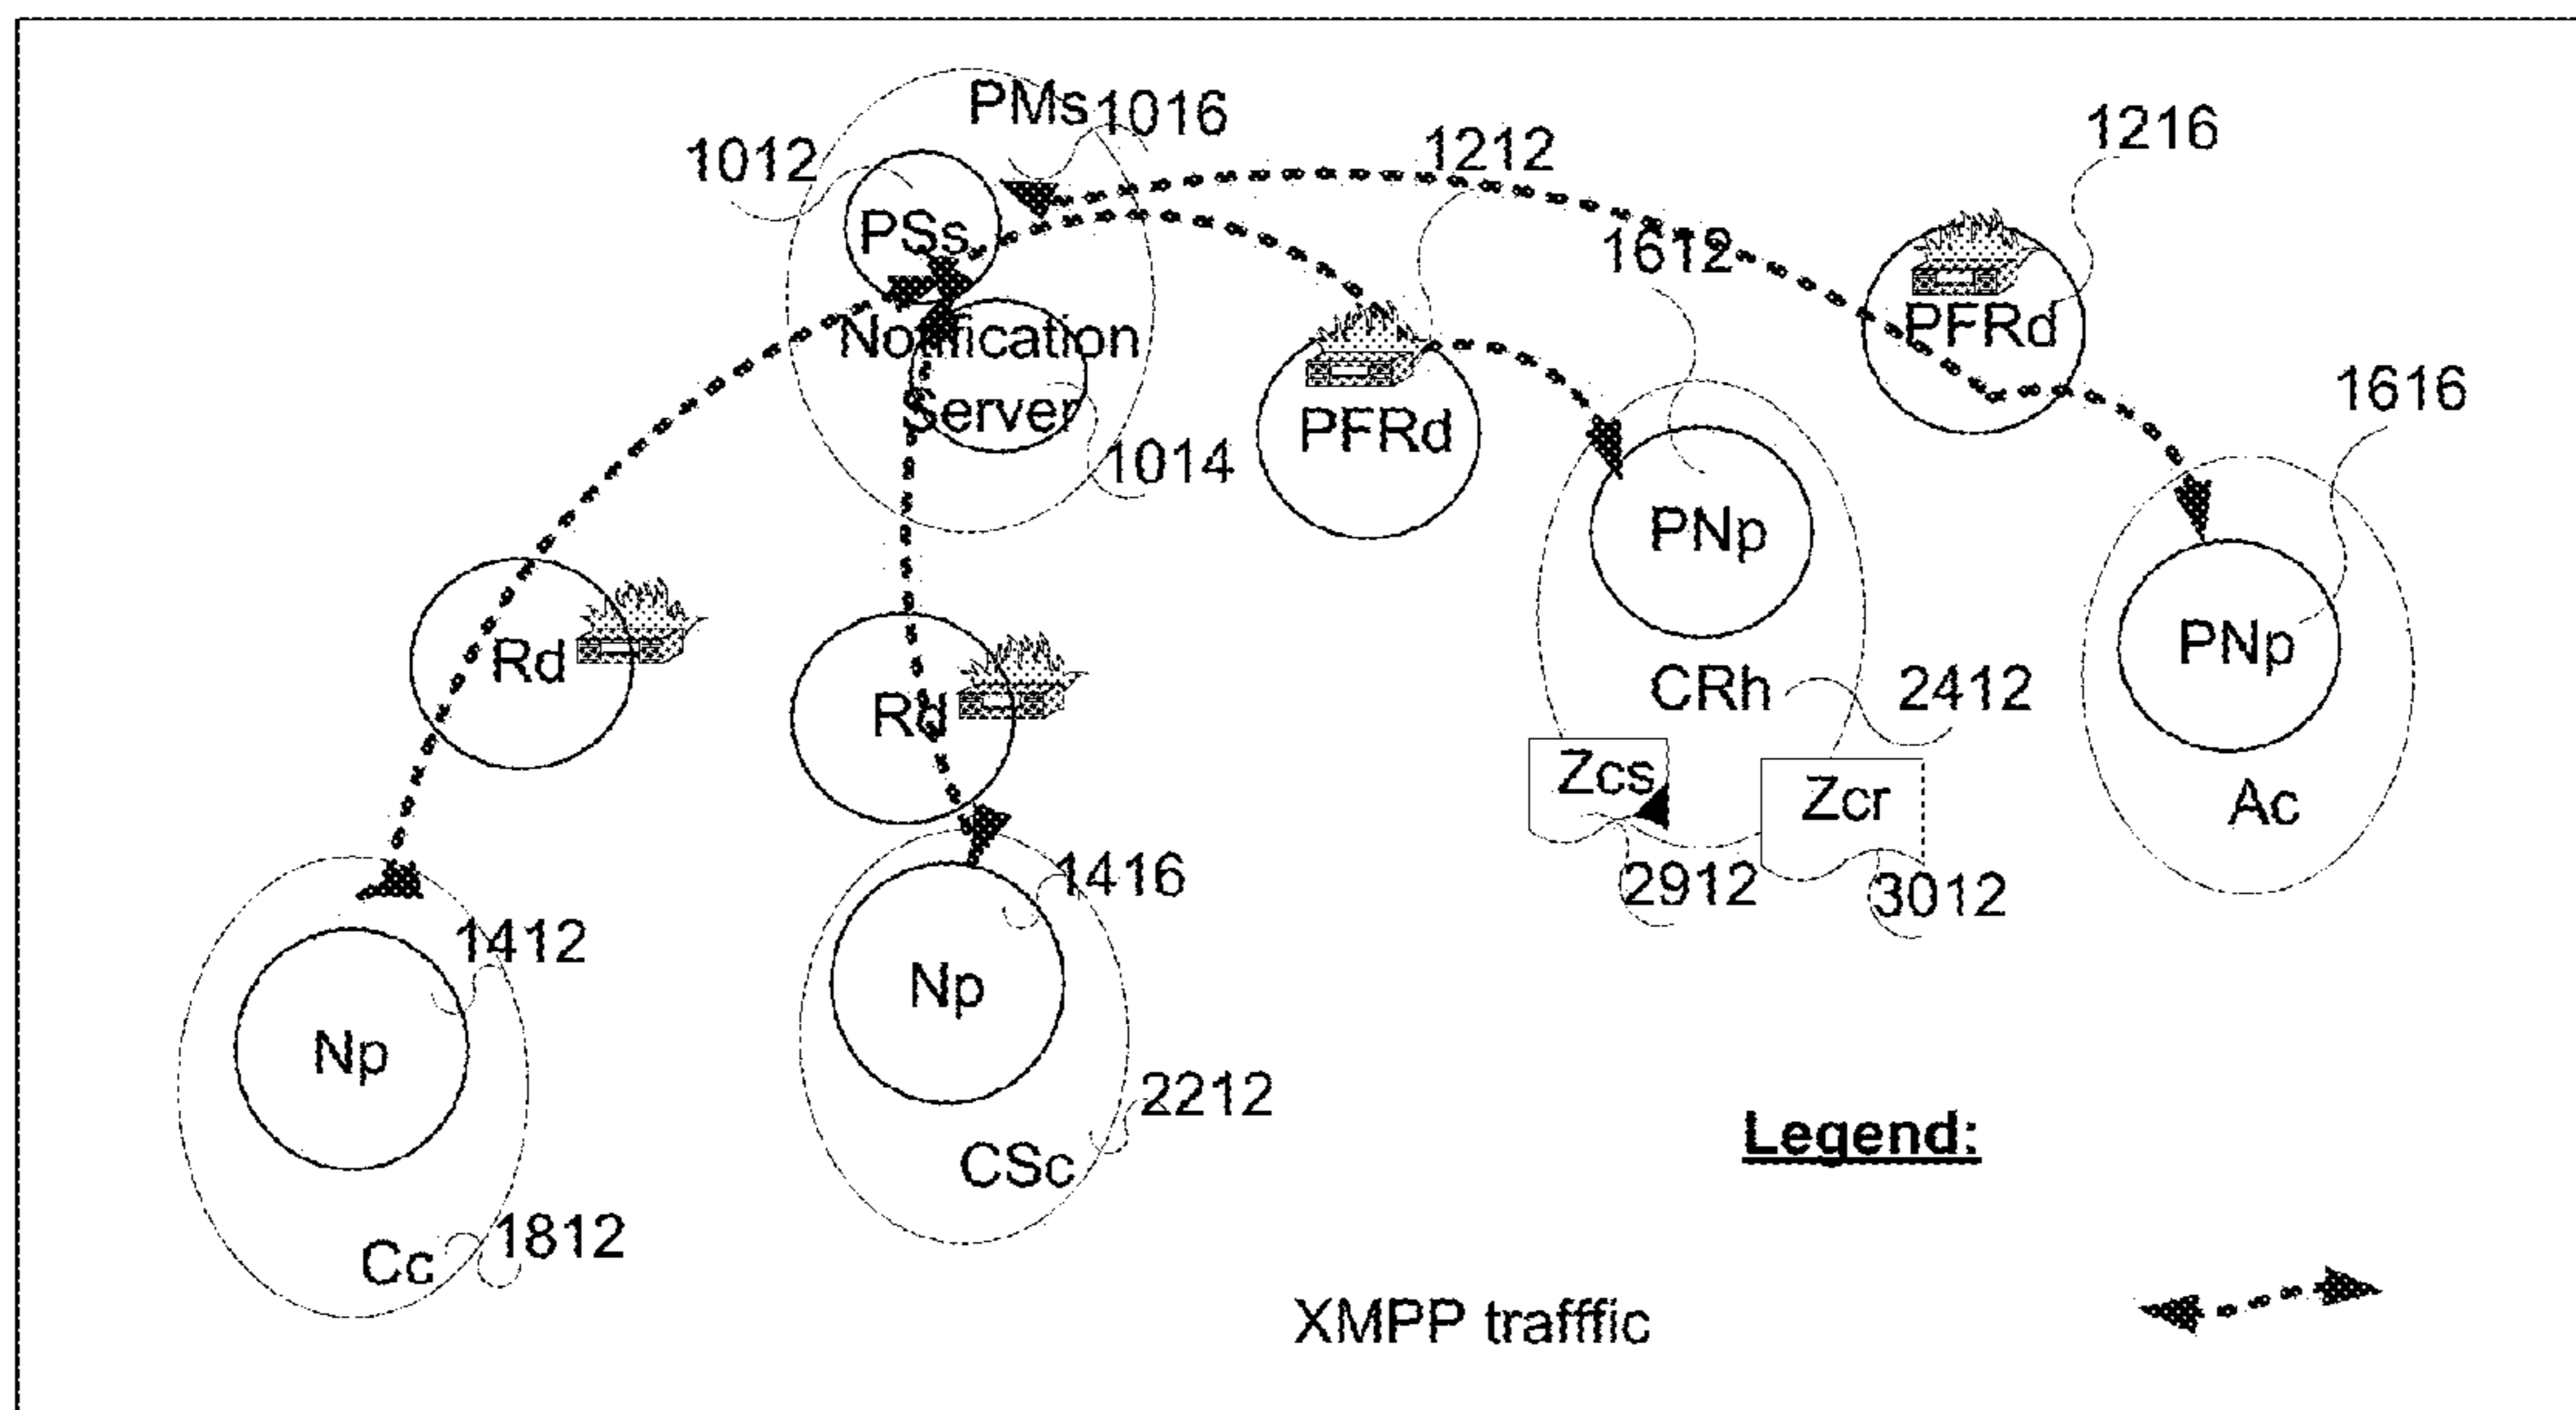 PMs 1016
1012
PSs
Notification
Server
1014
1212
1216
1612
PFRd
PFRd
1616
PNp
PNp
Rd
Rd
CRh
2412
Zcs
Zcr
Ac
2912
3012
1416
1412
Np
Np
2212
CSc
Cc
1812
Legend:
XMPP trafffic